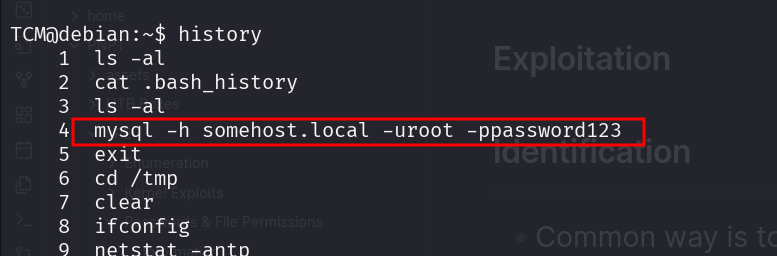 home
TCM@debian:~$ history
1 ls -al
2 cat .bash_history
3 ls -al
4 mysql -h somehost.local -uroot -ppassword123
5 exit
6 cd /tmp
7 clear
8 ifconfig
9 netstat -antp
Enumeration
Kernel Exploits
& File Permissions
Exploitation
Identification
• Common way is to